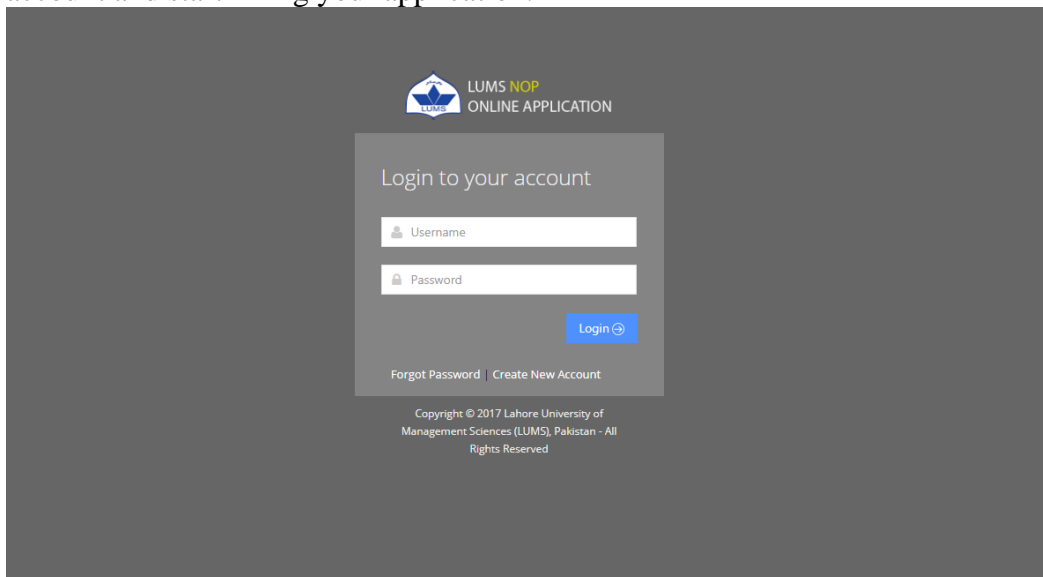 LUMS NOP
ONLINE APPLICATION
LUMS
Login to your account
Username
Password
Login
Forgot Password | Create New Account
Copyright © 2017 Lahore University of
Management Sciences (LUMS), Pakistan - All
Rights Reserved